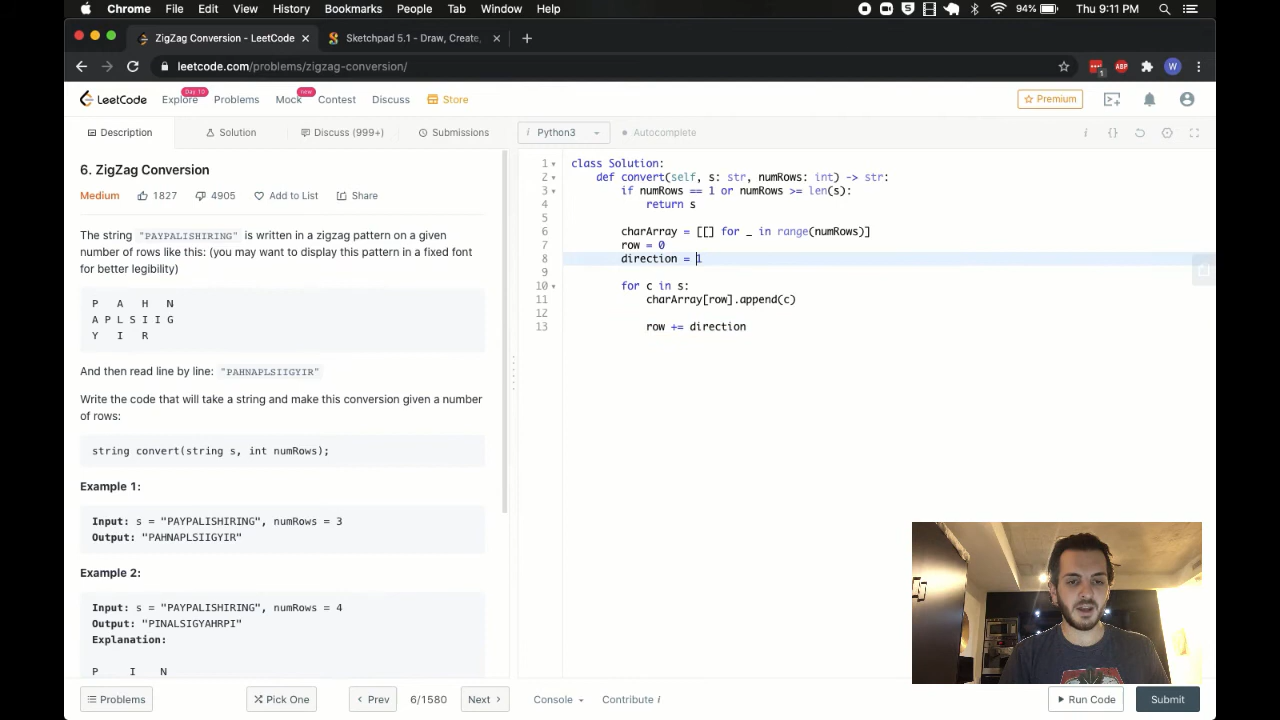 Chrome File Edit View History Bookmarks People Tab Window Help 94% Thu 9:11 PM
ZigZag Conversion - LeetCode × Sketchpad 5.1 - Draw, Create, × +
leetcode.com/problems/zigzag-conversion/ 1 ABP W
LeetCode Explore Day 10 Problems Mock new Contest Discuss Store Premium
Description Solution Discuss (999+) Submissions i Python3 Autocomplete i {}
6. ZigZag Conversion
Medium 1827 4905 Add to List Share
The string "PAYPALISHIRING" is written in a zigzag pattern on a given
number of rows like this: (you may want to display this pattern in a fixed font
for better legibility)
P A H N
A P L S I I G
Y I R
And then read line by line: "PAHNAPLSIIGYIR"
Write the code that will take a string and make this conversion given a number
of rows:
string convert(string s, int numRows);
Example 1:
Input: s = "PAYPALISHIRING", numRows = 3
Output: "PAHNAPLSIIGYIR"
Example 2:
Input: s = "PAYPALISHIRING", numRows = 4
Output: "PINALSIGYAHRPI"
Explanation:
P I N
1 class Solution:
2 def convert(self, s: str, numRows: int) -> str:
3 if numRows == 1 or numRows >= len(s):
4 return s
5
6 charArray = [[] for _ in range(numRows)]
7 row = 0
8 direction = 1
9
10 for c in s:
11 charArray[row].append(c)
12
13 row += direction
Problems Pick One Prev 6/1580 Next Console Contribute i Run Code Submit